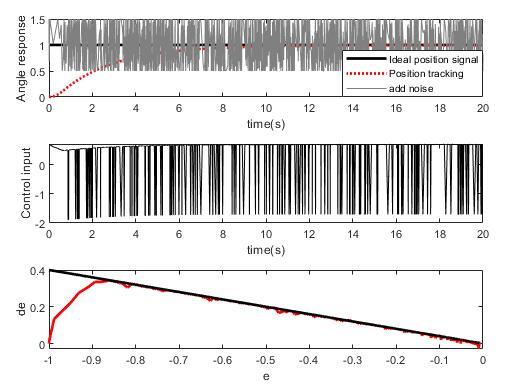 Angle response
1.5
1
0.5
0
0 2 4 6 8 10 12 14 16 18 20
time(s)
Ideal position signal
Position tracking
add noise
Control input
0
-1
-2
0 2 4 6 8 10 12 14 16 18 20
time(s)
de
0.4
0.2
0
-1 -0.9 -0.8 -0.7 -0.6 -0.5 -0.4 -0.3 -0.2 -0.1 0
e